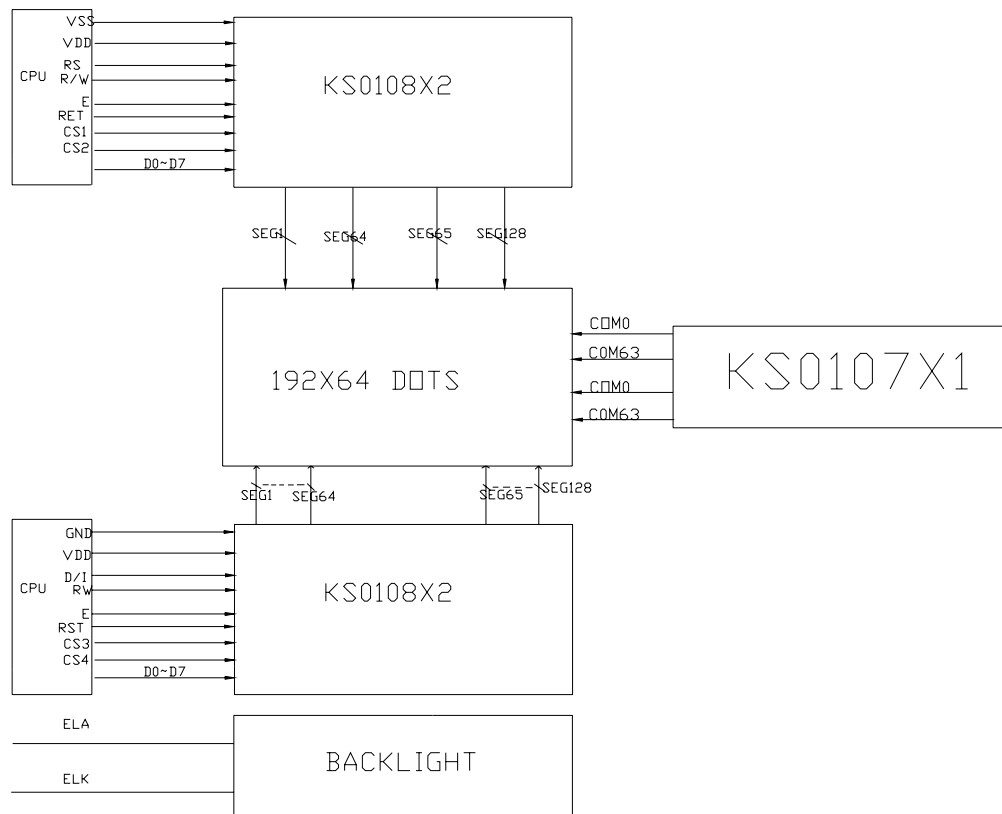 VSS
VDD
RS
CPU
R/W
E
RET
CS1
CS2
D0~D7
KS0108X2
SEG1
SEG64
SEG65
SEG128
192X64 DOTS
COM0
COM63
COM0
COM63
KS0107X1
SEG1
SEG64
SEG65
SEG128
GND
VDD
D/I
CPU
RW
E
RST
CS3
CS4
D0~D7
KS0108X2
ELA
ELK
BACKLIGHT